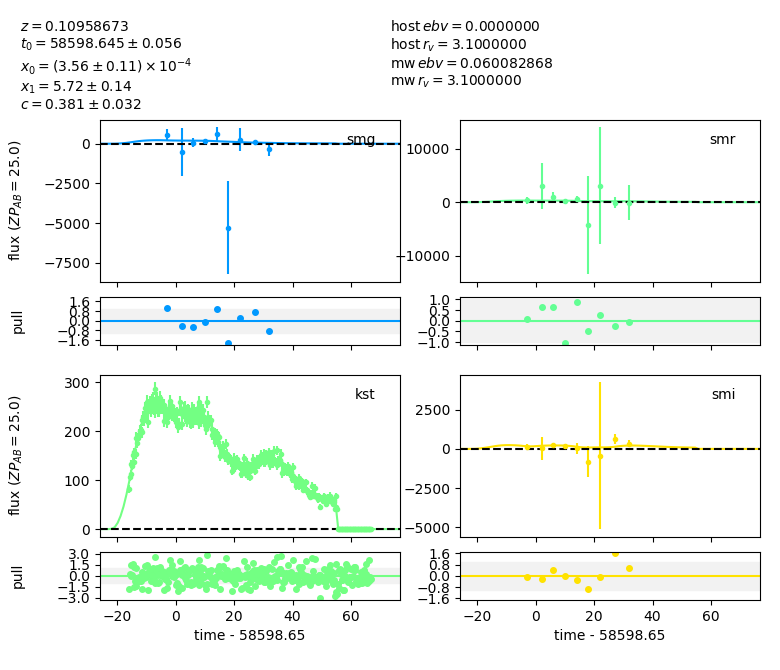 z = 0.10958673
t₀ = 58598.645 ± 0.056
x₀ = (3.56 ± 0.11) × 10⁻⁴
x₁ = 5.72 ± 0.14
c = 0.381 ± 0.032
host ebv = 0.0000000
host r_v = 3.1000000
mw ebv = 0.060082868
mw r_v = 3.1000000
flux (ZP_AB = 25.0)
0
−2500
−5000
−7500
smg
10000
0
−10000
smr
pull
1.6
0.8
0.0
−0.8
−1.6
1.0
0.5
0.0
−0.5
−1.0
flux (ZP_AB = 25.0)
300
200
100
0
kst
2500
0
−2500
−5000
smi
pull
3.0
1.5
0.0
−1.5
−3.0
−20 0 20 40 60
time - 58598.65
1.6
0.8
0.0
−0.8
−1.6
−20 0 20 40 60
time - 58598.65